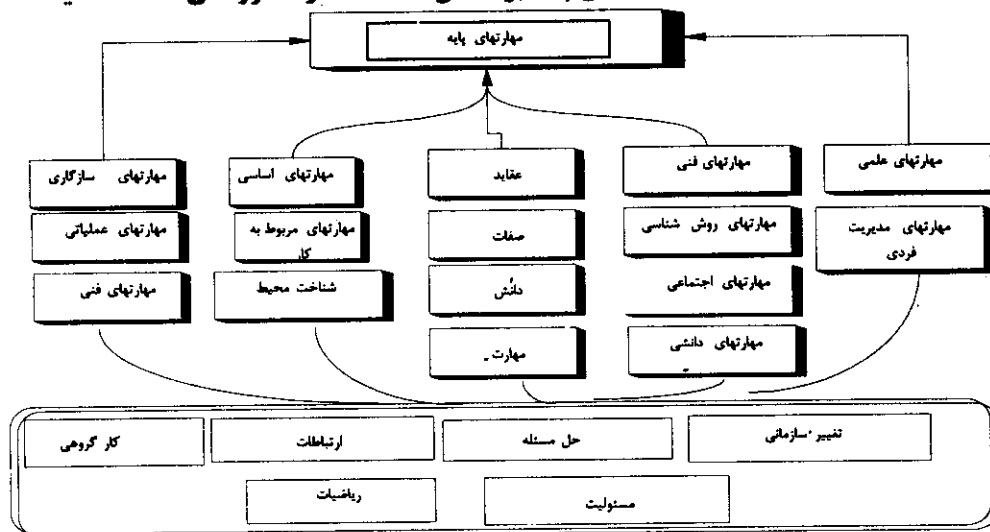 مهارتهای پایه
مهارتهای علمی
مهارتهای مدیریت
فردی
مهارتهای فنی
مهارتهای روش شناسی
مهارتهای اجتماعی
مهارتهای دانشی
عقاید
صفات
دانش
مهارت
مهارتهای اساسی
مهارتهای مربوط به
کار
شناخت محیط
مهارتهای سازگاری
مهارتهای عملیاتی
مهارتهای فنی
تغییر سازمانی
حل مسئله
ارتباطات
کار گروهی
مسئولیت
ریاضیات